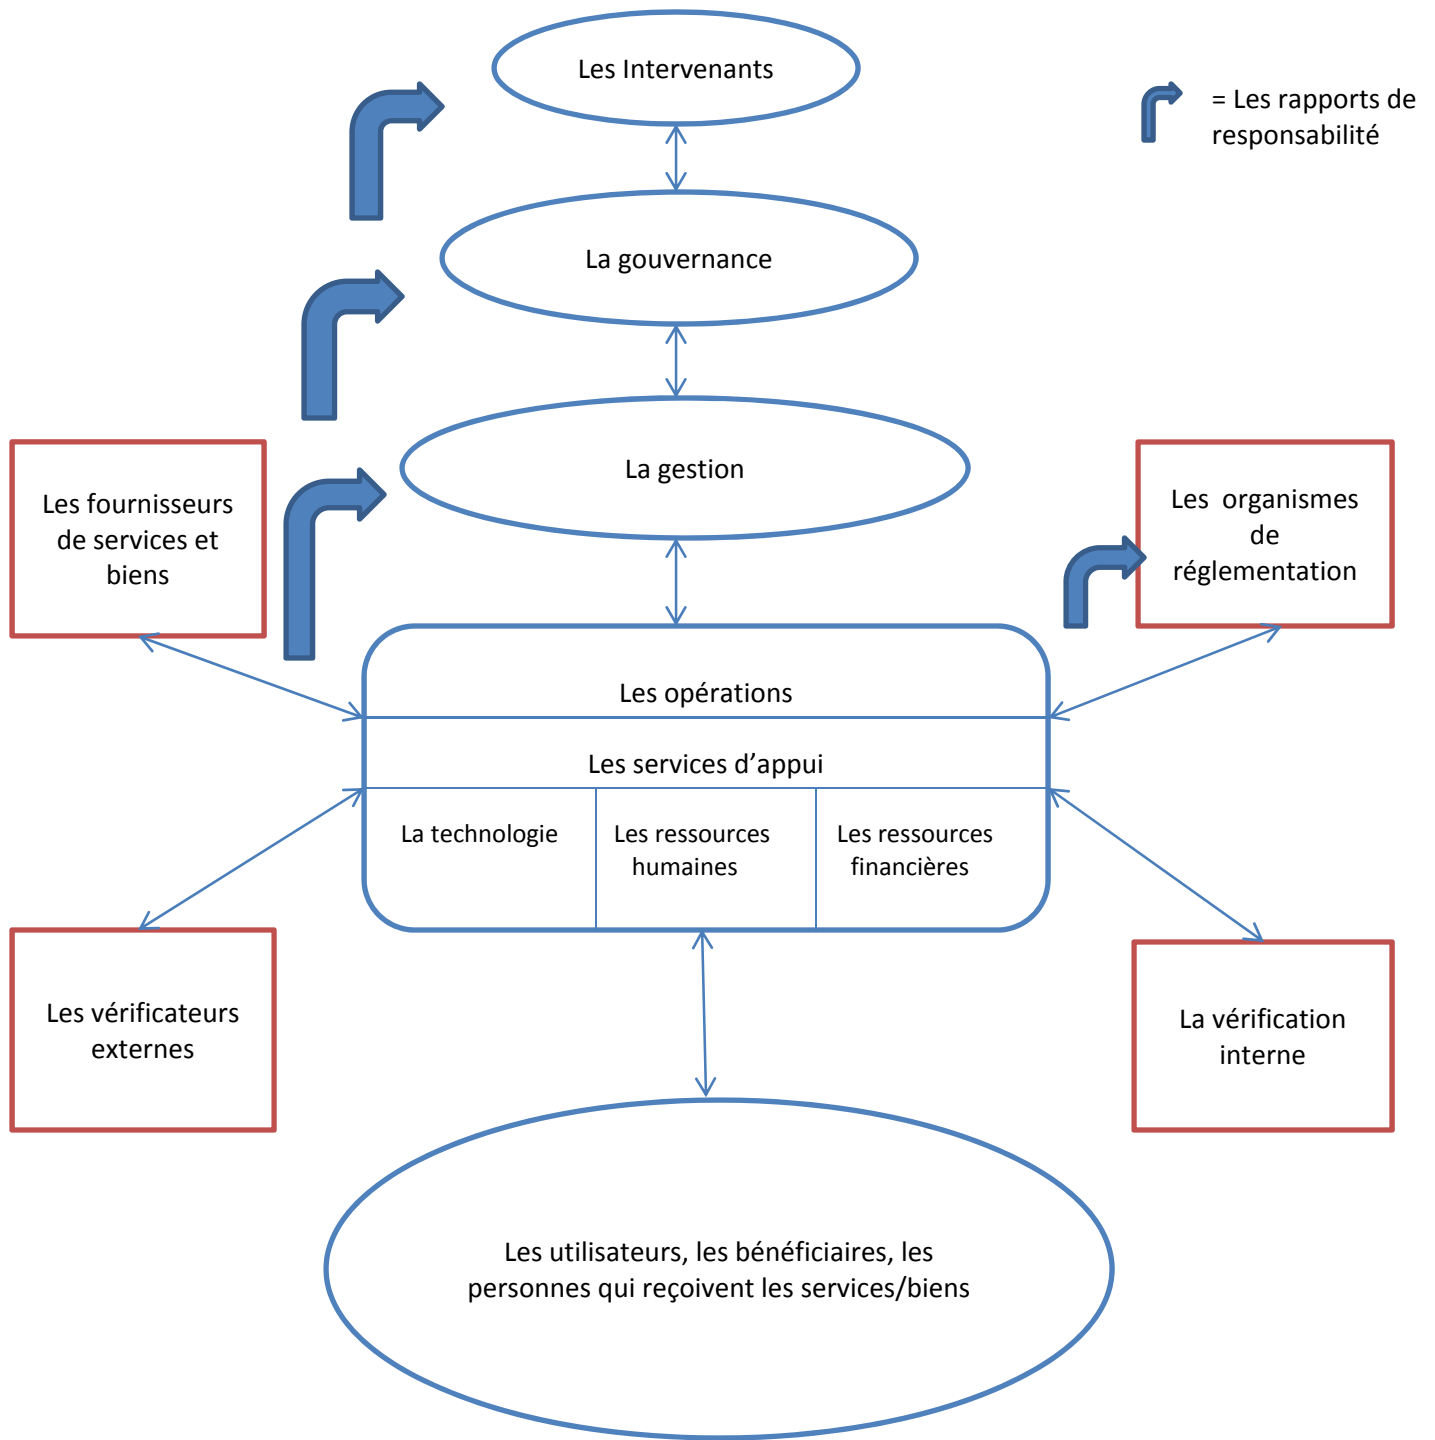 Les Intervenants
= Les rapports de
responsabilité
La gouvernance
La gestion
Les fournisseurs
de services et
biens
Les organismes
de
réglementation
Les opérations
Les services d’appui
La technologie
Les ressources
humaines
Les ressources
financières
Les vérificateurs
externes
La vérification
interne
Les utilisateurs, les bénéficiaires, les
personnes qui reçoivent les services/biens